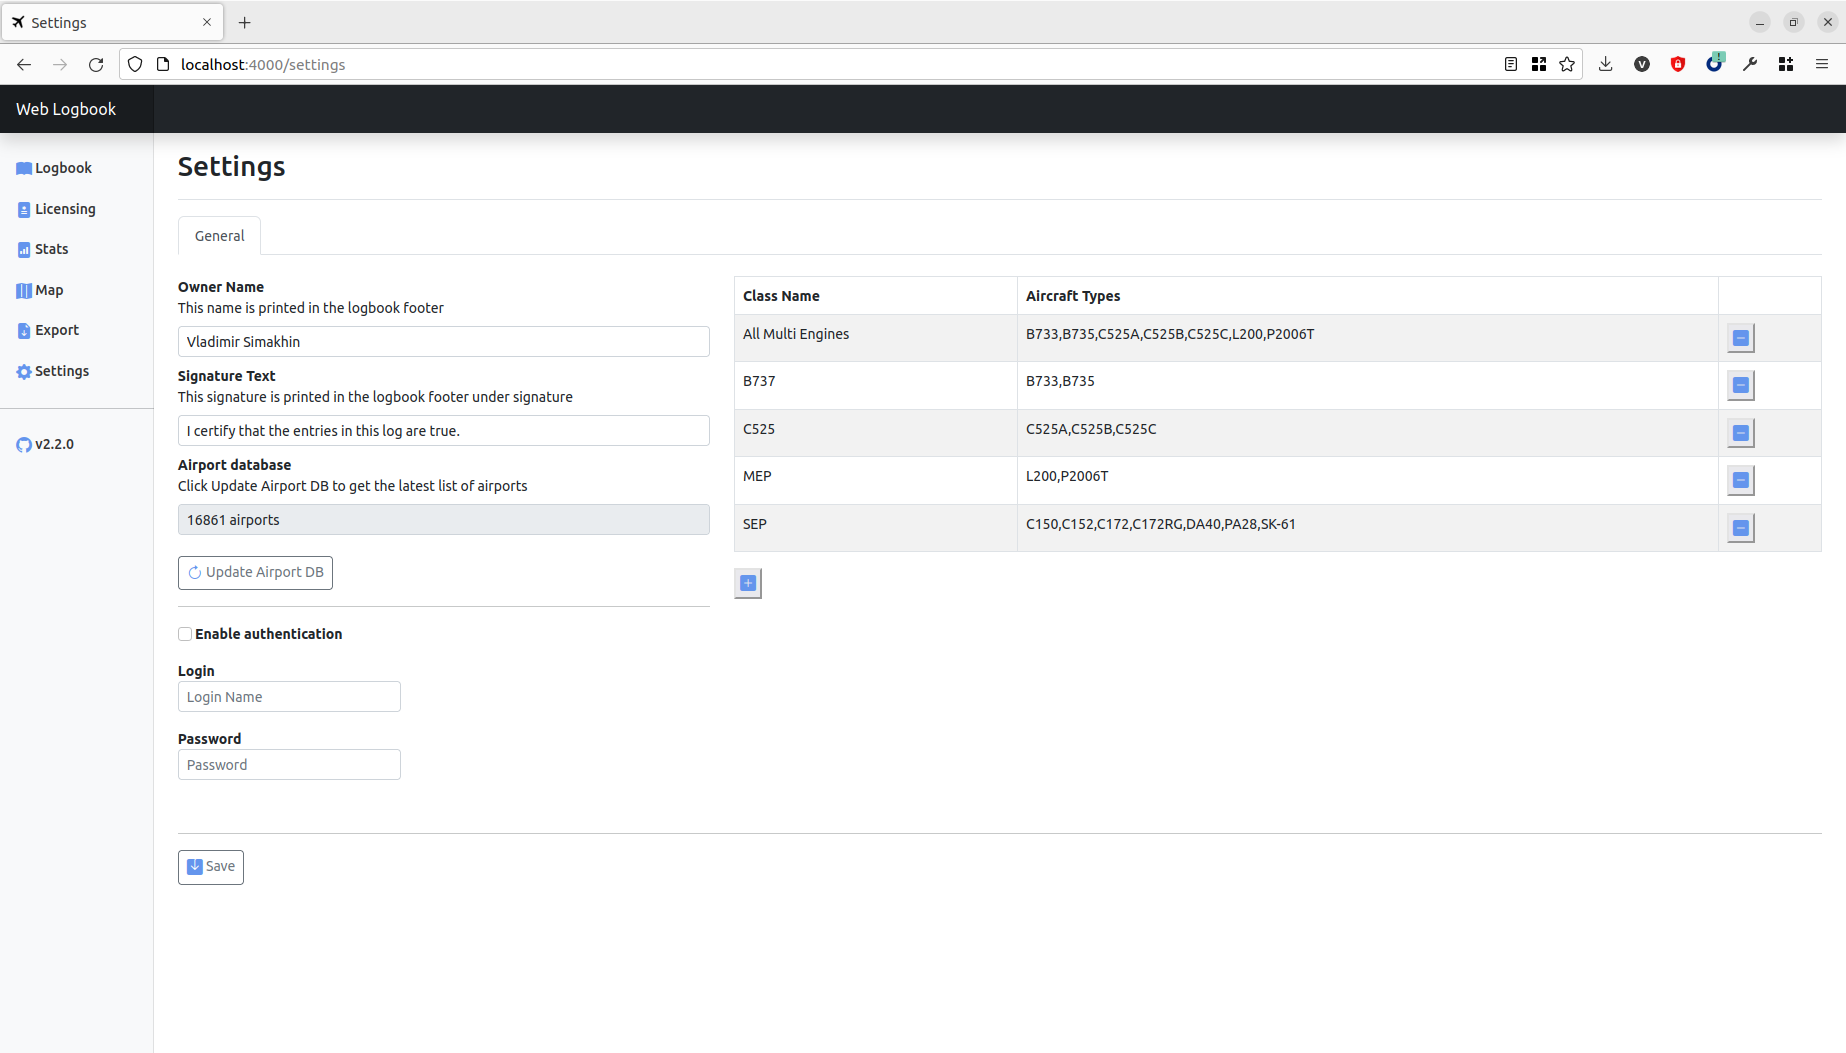 Settings
localhost:4000/settings
Web Logbook
Logbook
Licensing
Stats
Map
Export
Settings
v2.2.0
Settings
General
Owner Name
This name is printed in the logbook footer
Vladimir Simakhin
Signature Text
This signature is printed in the logbook footer under signature
I certify that the entries in this log are true.
Airport database
Click Update Airport DB to get the latest list of airports
16861 airports
Update Airport DB
Enable authentication
Login
Login Name
Password
Password
Class Name Aircraft Types
All Multi Engines B733,B735,C525A,C525B,C525C,L200,P2006T
B737 B733,B735
C525 C525A,C525B,C525C
MEP L200,P2006T
SEP C150,C152,C172,C172RG,DA40,PA28,SK-61
Save